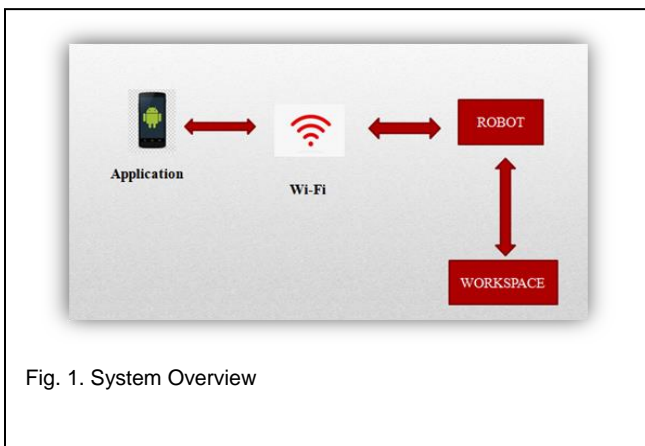 ROBOT
Application
Wi-Fi
WORKSPACE
Fig. 1. System Overview